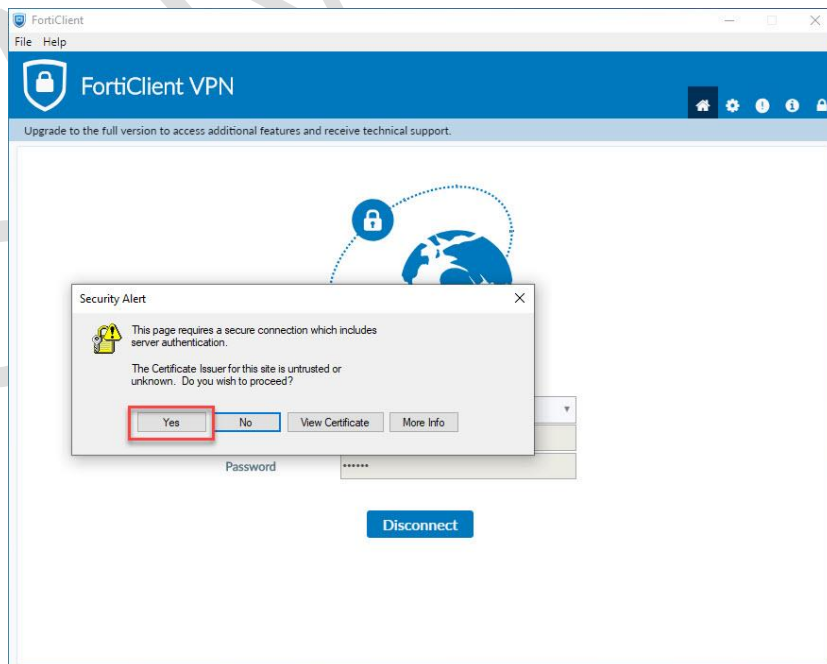 FortiClient
File Help
FortiClient VPN
Upgrade to the full version to access additional features and receive technical support.
Security Alert
This page requires a secure connection which includes
server authentication.
The Certificate Issuer for this site is untrusted or
unknown. Do you wish to proceed?
Yes No View Certificate More Info
Password ••••••
Disconnect